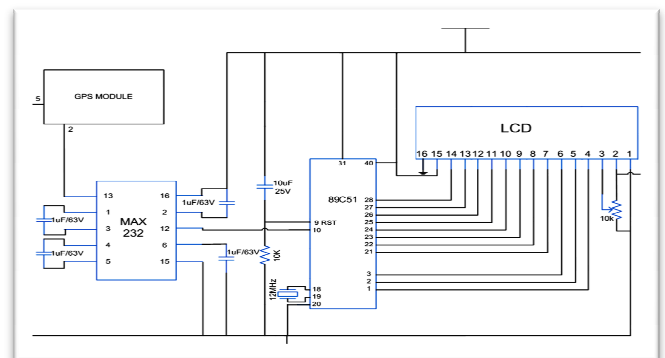 GPS MODULE
5
2
LCD
16 15 14 13 12 11 10 9 8 7 6 5 4 3 2 1
31 40
10uF
25V
89C51
10k
13 16
1 2
3 12
4 6
5 15
MAX
232
1uF/63V
1uF/63V
1uF/63V
1uF/63V
10K
9 RST
10
28
27
26
25
24
23
22
21
3
2
1
12MHz
18
19
20